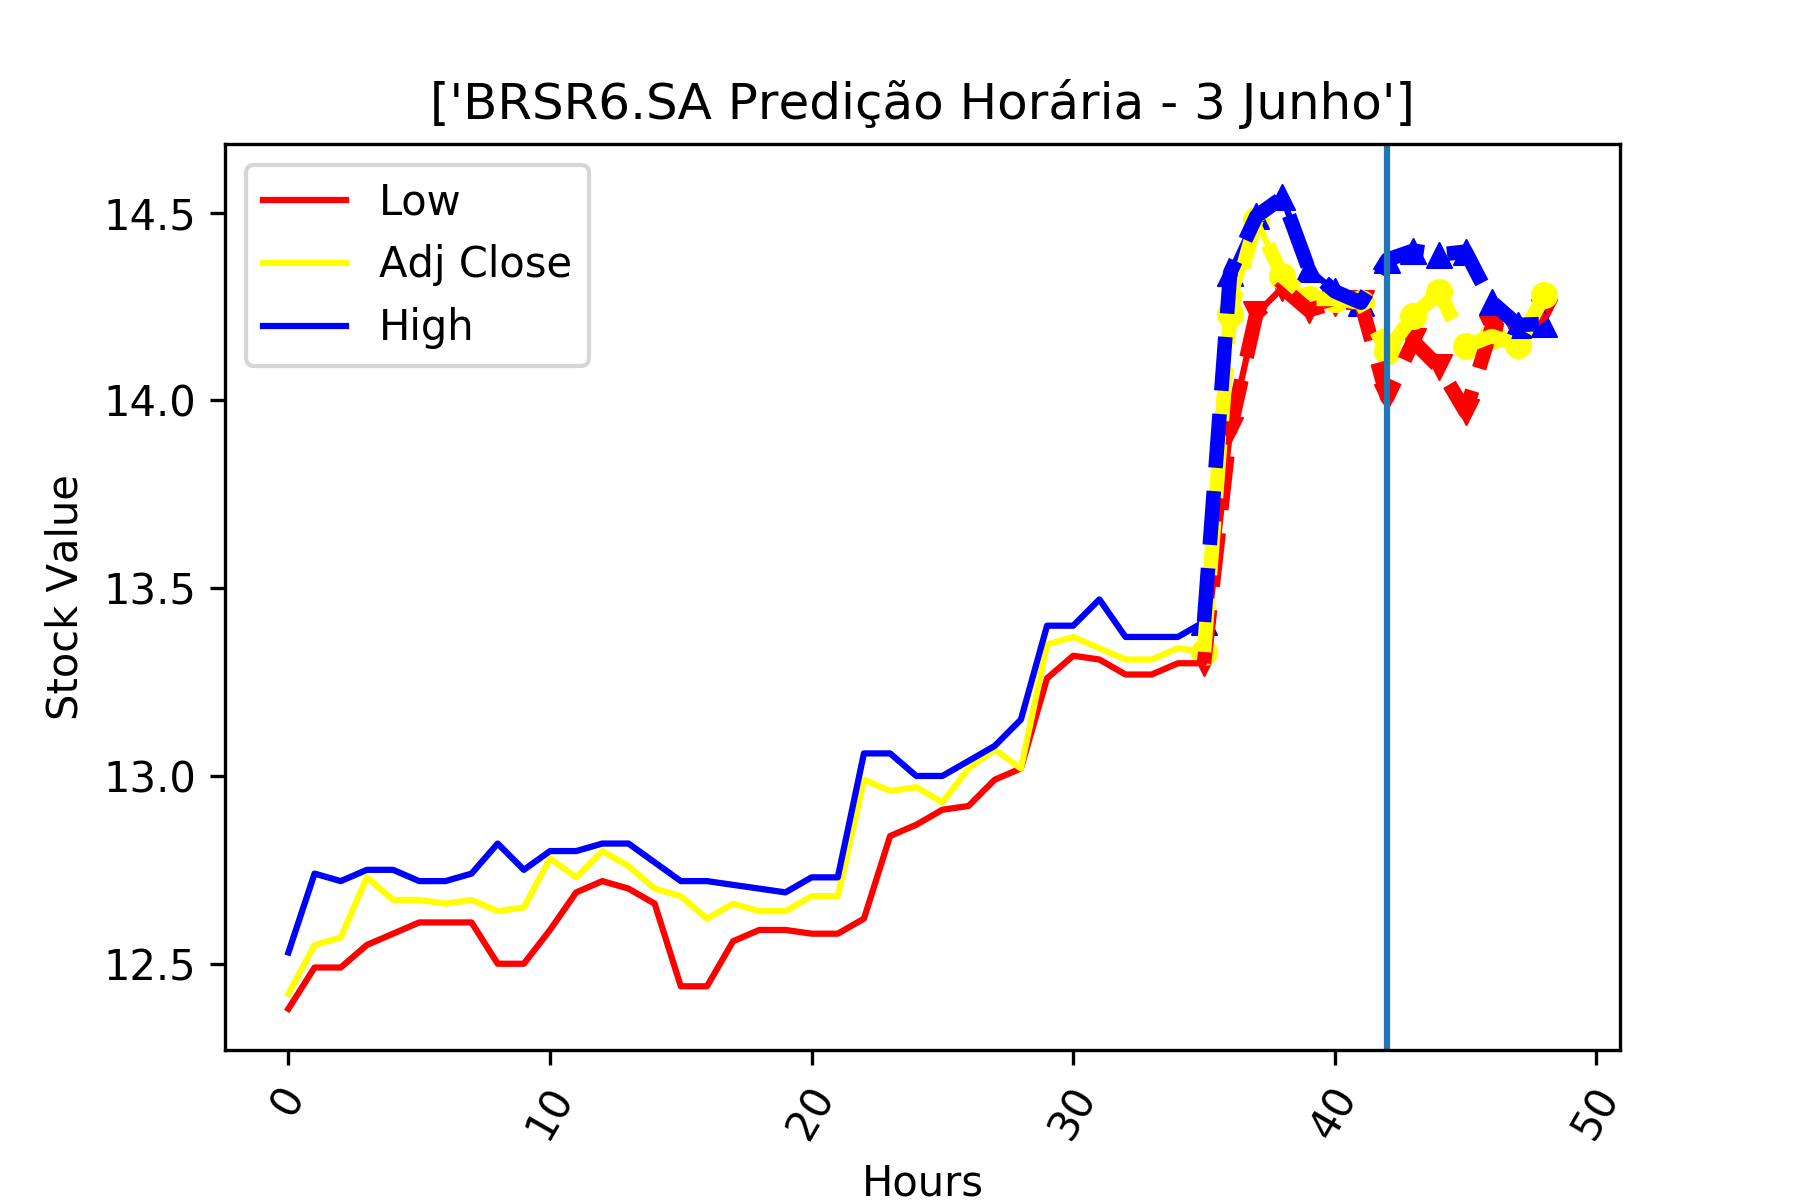 ['BRSR6.SA Predição Horária - 3 Junho']
Low
Adj Close
High
14.5
14.0
13.5
13.0
12.5
Stock Value
0
10
20
30
40
50
Hours